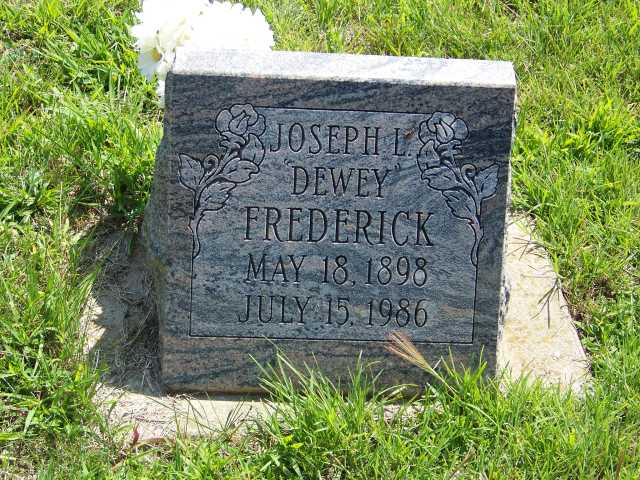 JOSEPH L.
"DEWEY"
FREDERICK
MAY 18, 1898
JULY 15, 1986